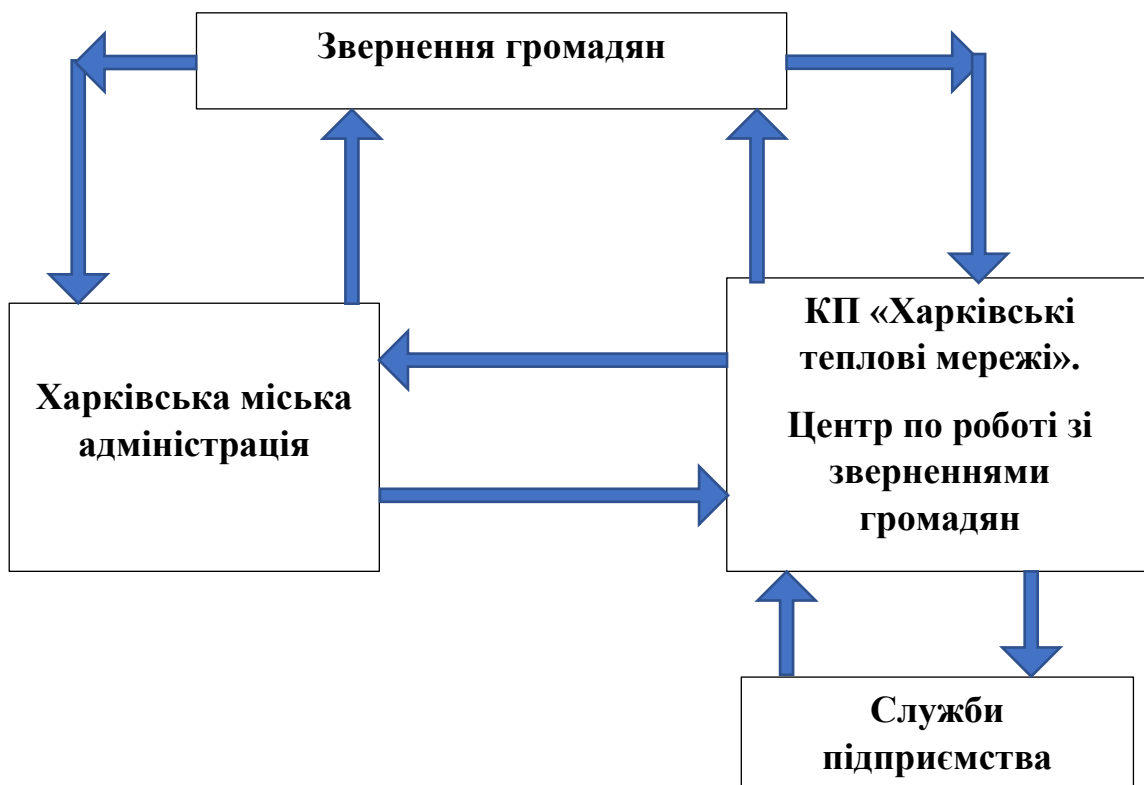 Звернення громадян
Харківська міська
адміністрація
КП «Харківські
теплові мережі».
Центр по роботі зі
зверненнями
громадян
Служби
підприємства